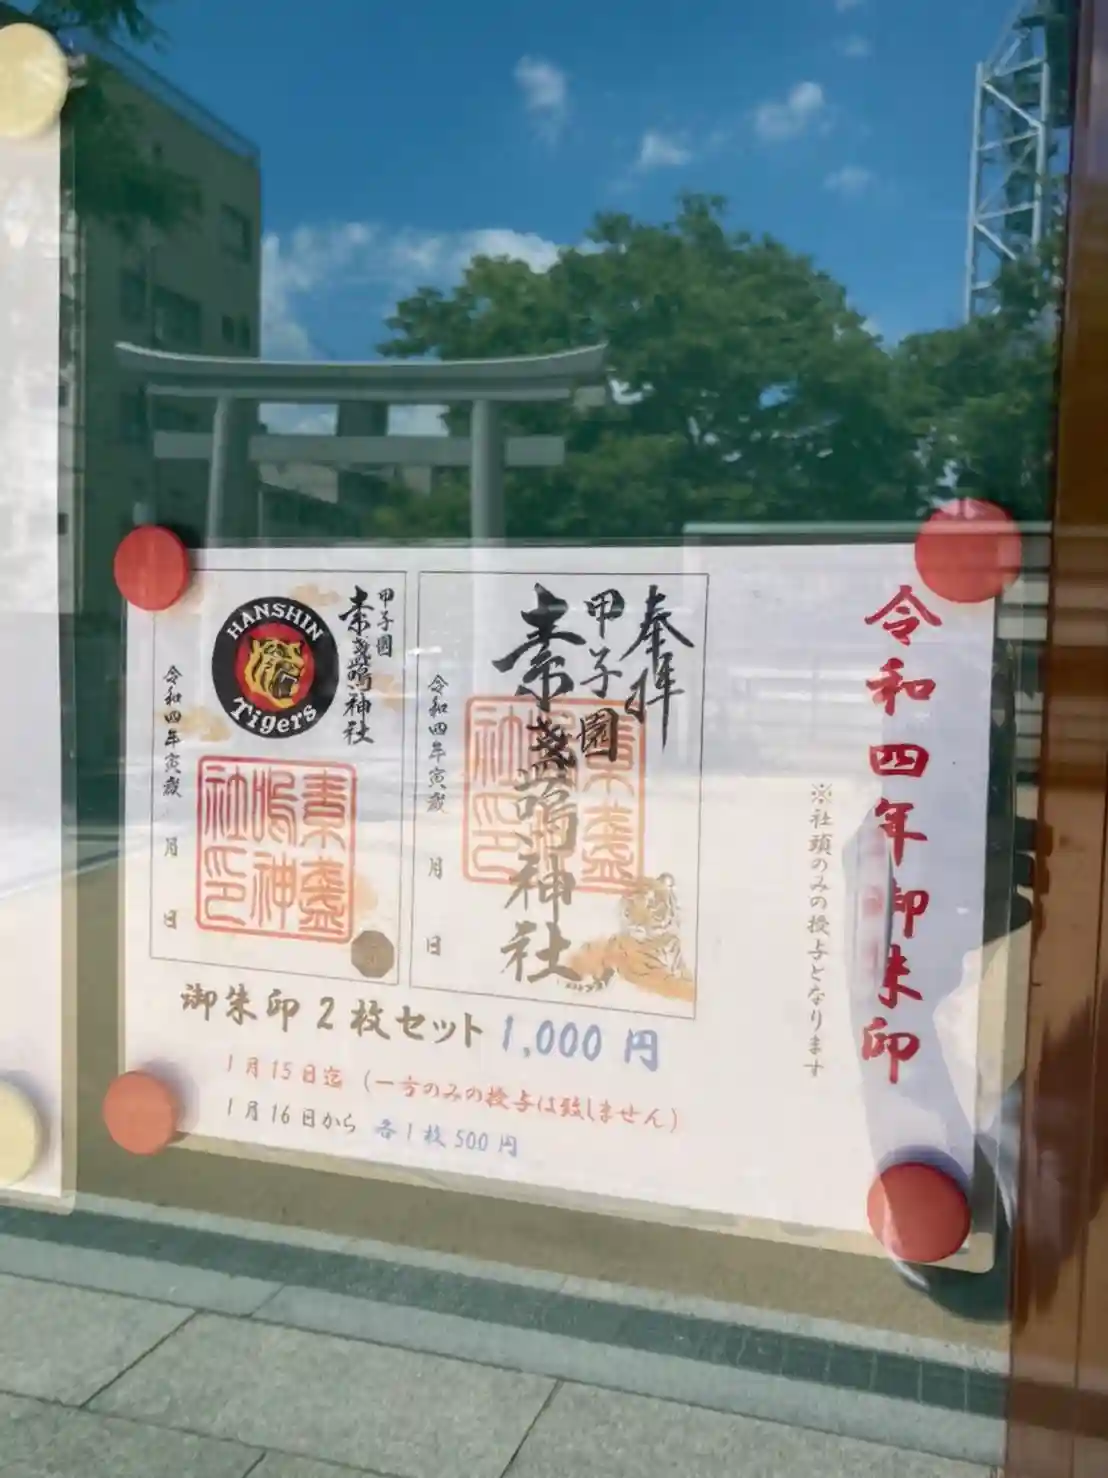 令和四年御朱印
※社頭のみの授与となります
奉拝
甲子園
素盞嗚神社
素盞嗚神社印
令和四年寅歳 月 日
甲子園
素盞嗚神社
HANSHIN
Tigers
素盞嗚神社印
令和四年寅歳 月 日
御朱印2枚セット 1,000円
1月15日迄 (一方のみの授与は致しません)
1月16日から 各1枚500円